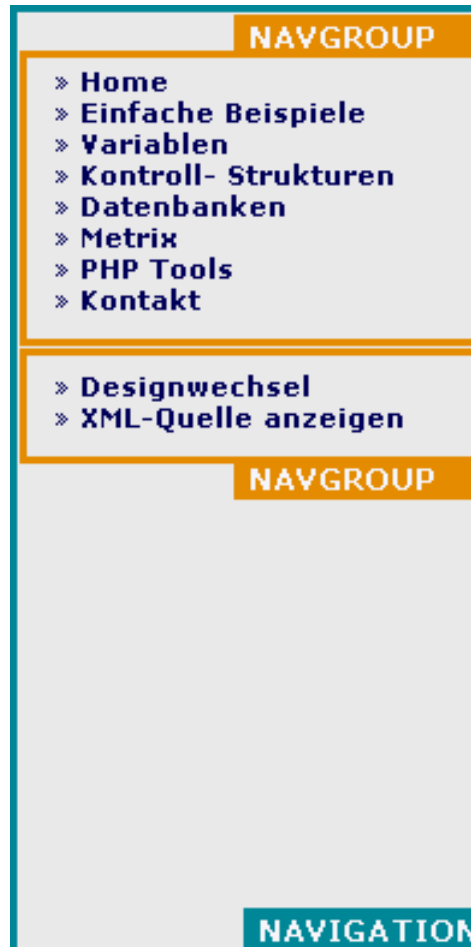 NAVGROUP
» Home
» Einfache Beispiele
» Variablen
» Kontroll- Strukturen
» Datenbanken
» Metrix
» PHP Tools
» Kontakt
» Designwechsel
» XML-Quelle anzeigen
NAVGROUP
NAVIGATION